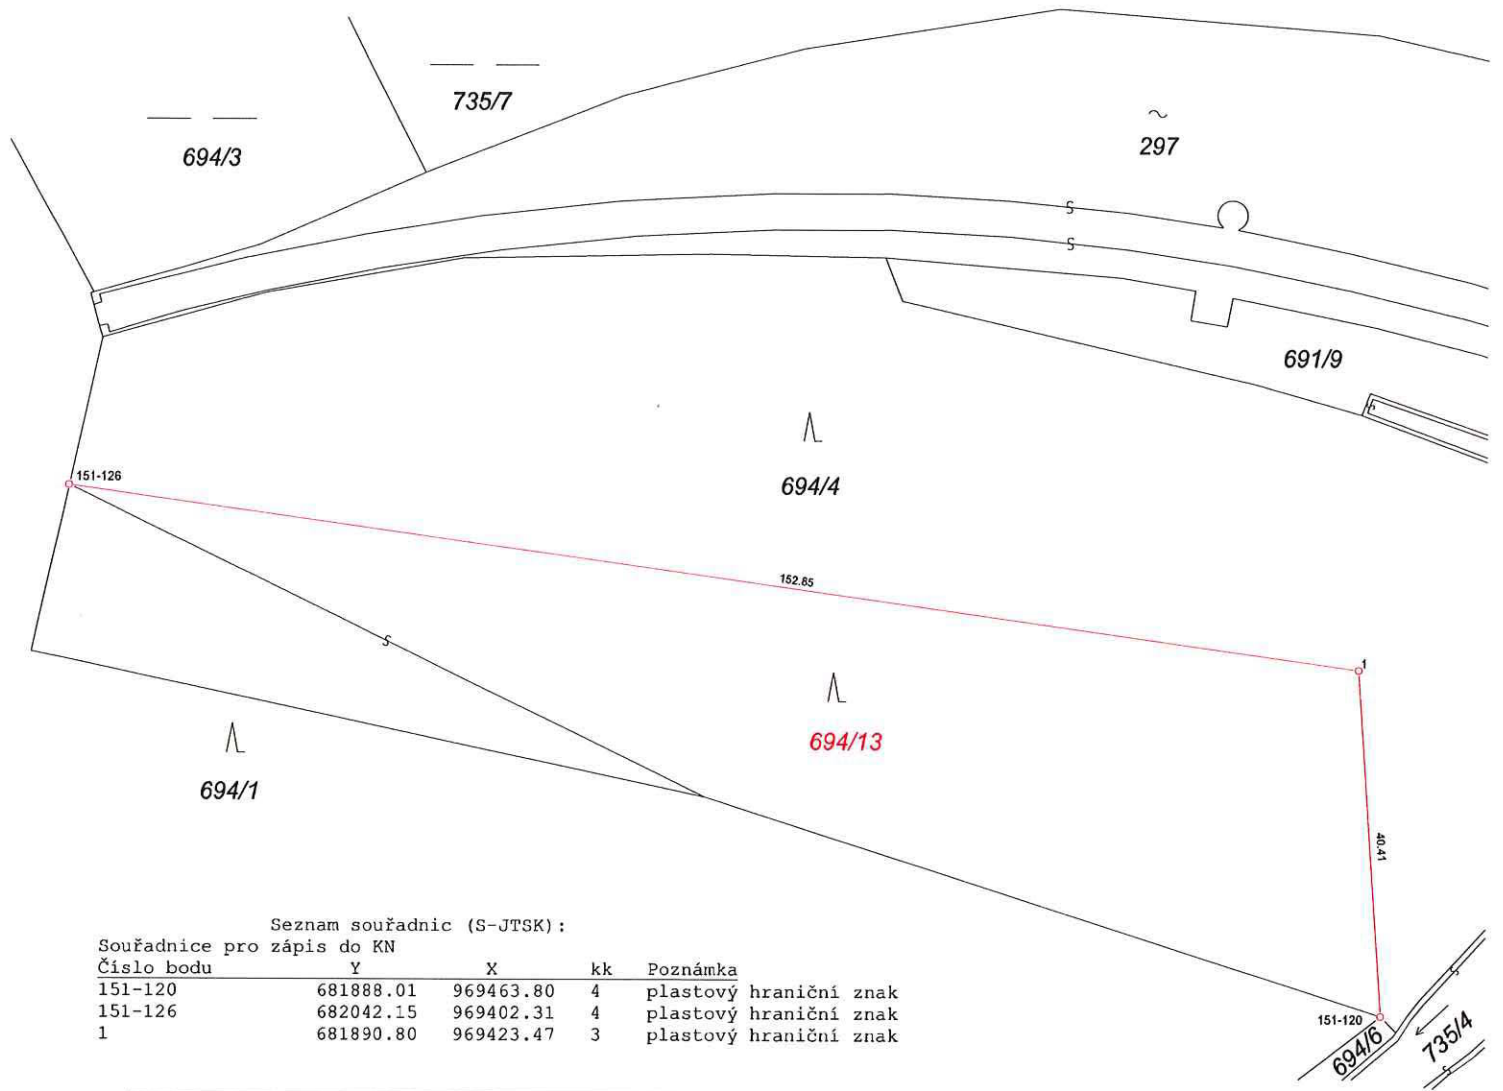 735/7
694/3
297
691/9
151-126
694/4
152.85
1
694/13
694/1
40.41
Seznam souřadnic (S-JTSK):
Souřadnice pro zápis do KN
Číslo bodu Y X kk Poznámka
151-120 681888.01 969463.80 4 plastový hraniční znak
151-126 682042.15 969402.31 4 plastový hraniční znak
1 681890.80 969423.47 3 plastový hraniční znak
151-120
694/6
735/4